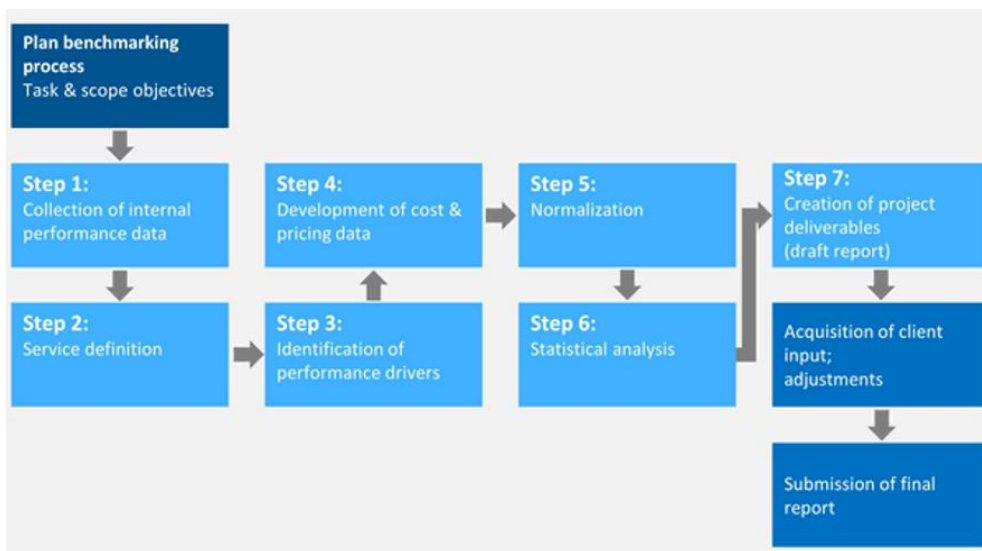 Plan benchmarking
process
Task & scope objectives
Step 1:
Collection of internal
performance data
Step 2:
Service definition
Step 3:
Identification of
performance drivers
Step 4:
Development of cost &
pricing data
Step 5:
Normalization
Step 6:
Statistical analysis
Step 7:
Creation of project
deliverables
(draft report)
Acquisition of client
input;
adjustments
Submission of final
report